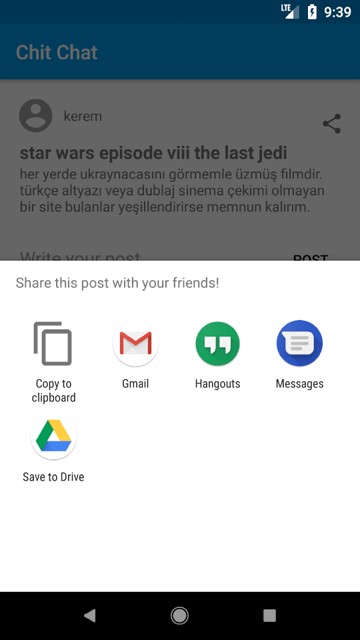 LTE 9:39
Chit Chat
kerem
star wars episode viii the last jedi
her yerde ukraynacasını görmemle üzmüş filmdir.
türkçe altyazı veya dublaj sinema çekimi olmayan
bir site bulanlar yeşillendirirse memnun kalırım.
Write your post POST
Share this post with your friends!
Copy to
clipboard
Gmail
Hangouts
Messages
Save to Drive